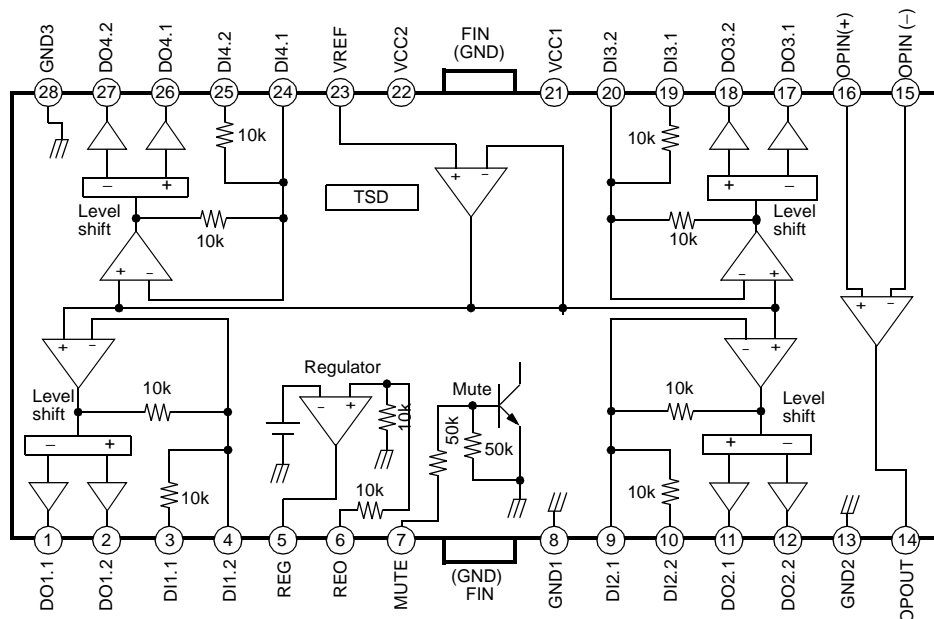 GND3
DO4.2
DO4.1
DI4.2
DI4.1
VREF
VCC2
FIN
(GND)
VCC1
DI3.2
DI3.1
DO3.2
DO3.1
OPIN(+)
OPIN (−)
28
27
26
25
24
23
22
21
20
19
18
17
16
15
10k
10k
− +
+ −
TSD
+ −
Level
shift
10k
10k
Level
shift
+ −
− +
+ −
+ −
− +
Level
shift
10k
Regulator
− +
10k
Mute
50k
50k
10k
Level
shift
− +
+ −
10k
10k
10k
1
2
3
4
5
6
7
8
9
10
11
12
13
14
DO1.1
DO1.2
DI1.1
DI1.2
REG
REO
MUTE
(GND)
FIN
GND1
DI2.1
DI2.2
DO2.1
DO2.2
GND2
OPOUT